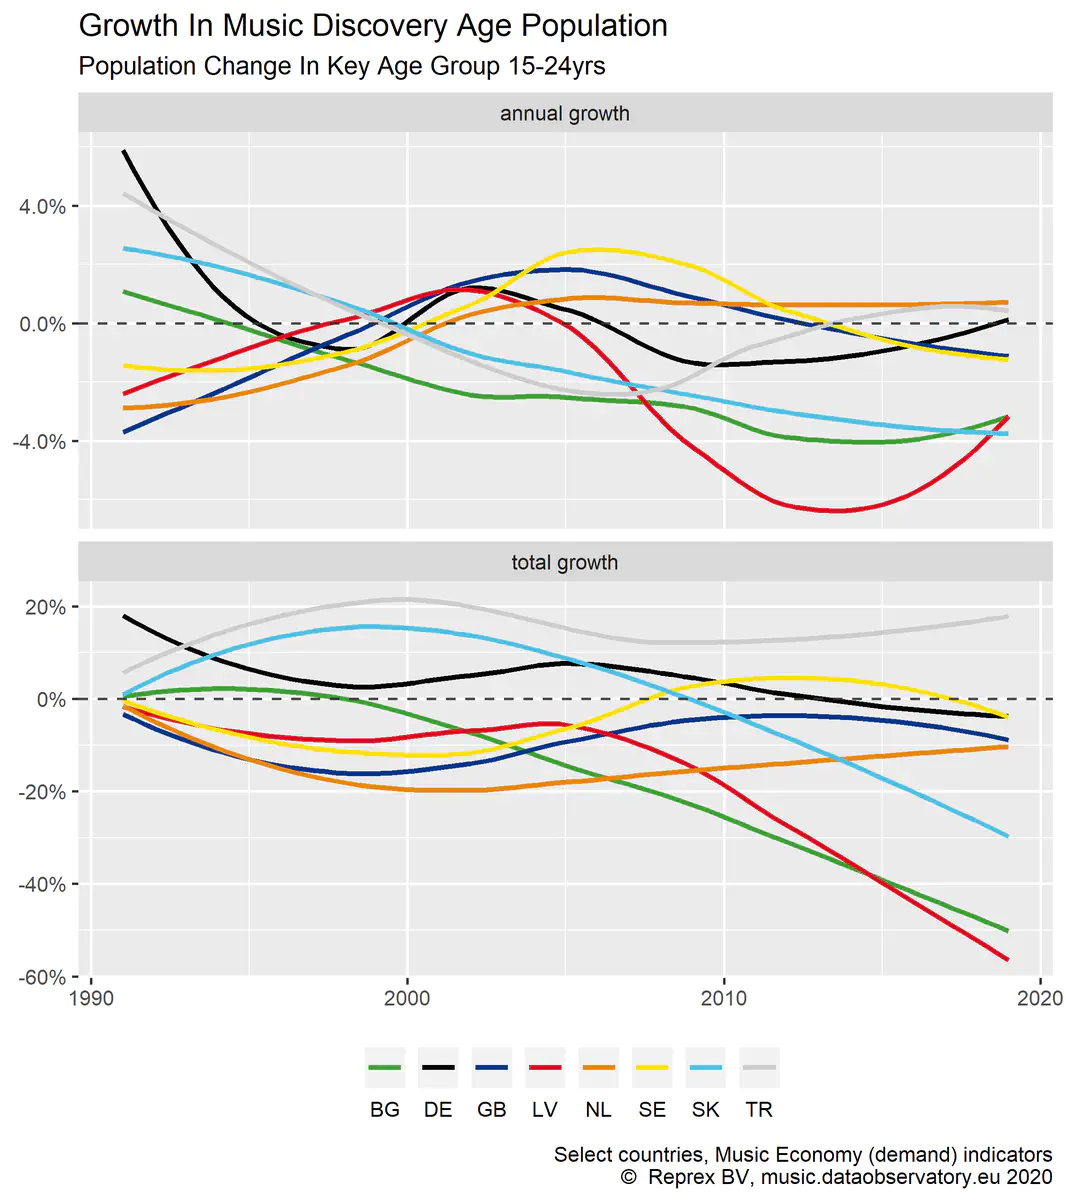 Growth In Music Discovery Age Population
Population Change In Key Age Group 15-24yrs
annual growth
4.0%
0.0%
-4.0%
total growth
20%
0%
-20%
-40%
-60%
1990 2000 2010 2020
BG DE GB LV NL SE SK TR
Select countries, Music Economy (demand) indicators
© Reprex BV, music.dataobservatory.eu 2020